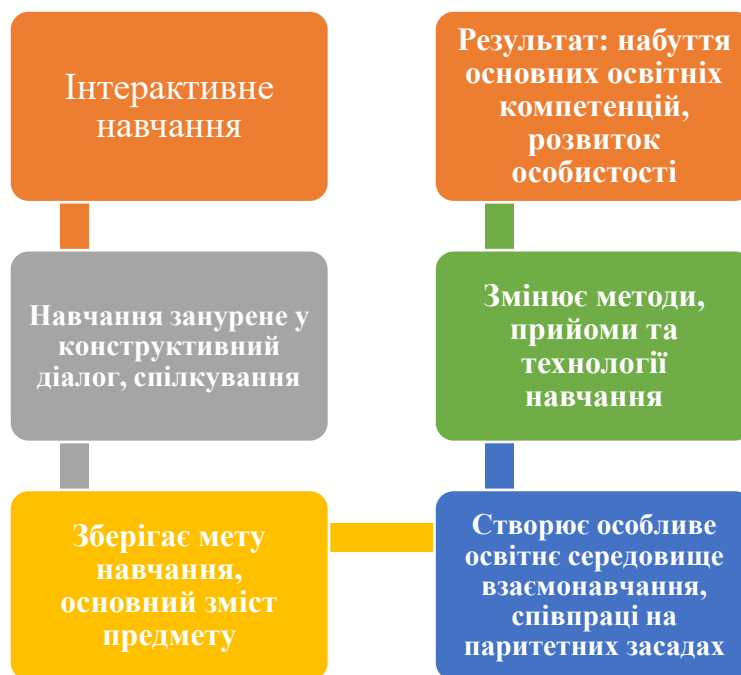 Інтерактивне
навчання
Навчання занурене у
конструктивний
діалог, спілкування
Зберігає мету
навчання,
основний зміст
предмету
Створює особливе
освітнє середовище
взаємонавчання,
співпраці на
паритетних засадах
Змінює методи,
прийоми та
технології
навчання
Результат: набуття
основних освітніх
компетенцій,
розвиток
особистості